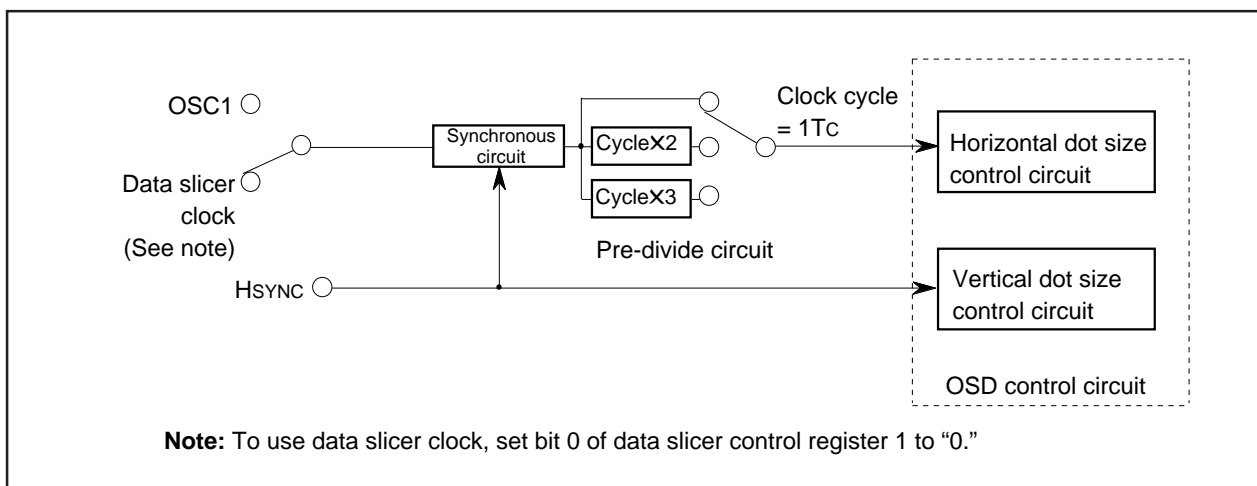 OSC1
Data slicer
clock
(See note)
HSYNC
Synchronous
circuit
Cycle×2
Cycle×3
Pre-divide circuit
Clock cycle
= 1TC
Horizontal dot size
control circuit
Vertical dot size
control circuit
OSD control circuit
Note: To use data slicer clock, set bit 0 of data slicer control register 1 to “0.”